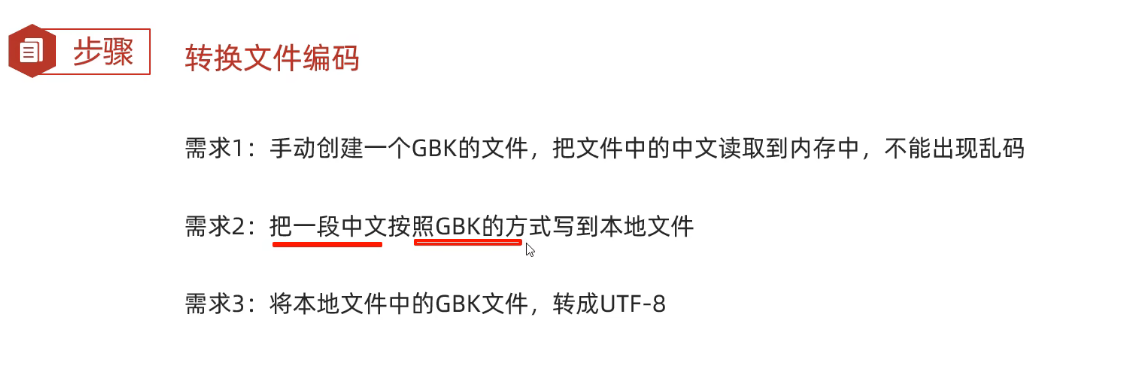 步骤
转换文件编码
需求1：手动创建一个GBK的文件，把文件中的中文读取到内存中，不能出现乱码
需求2：把一段中文按照GBK的方式写到本地文件
需求3：将本地文件中的GBK文件，转成UTF-8